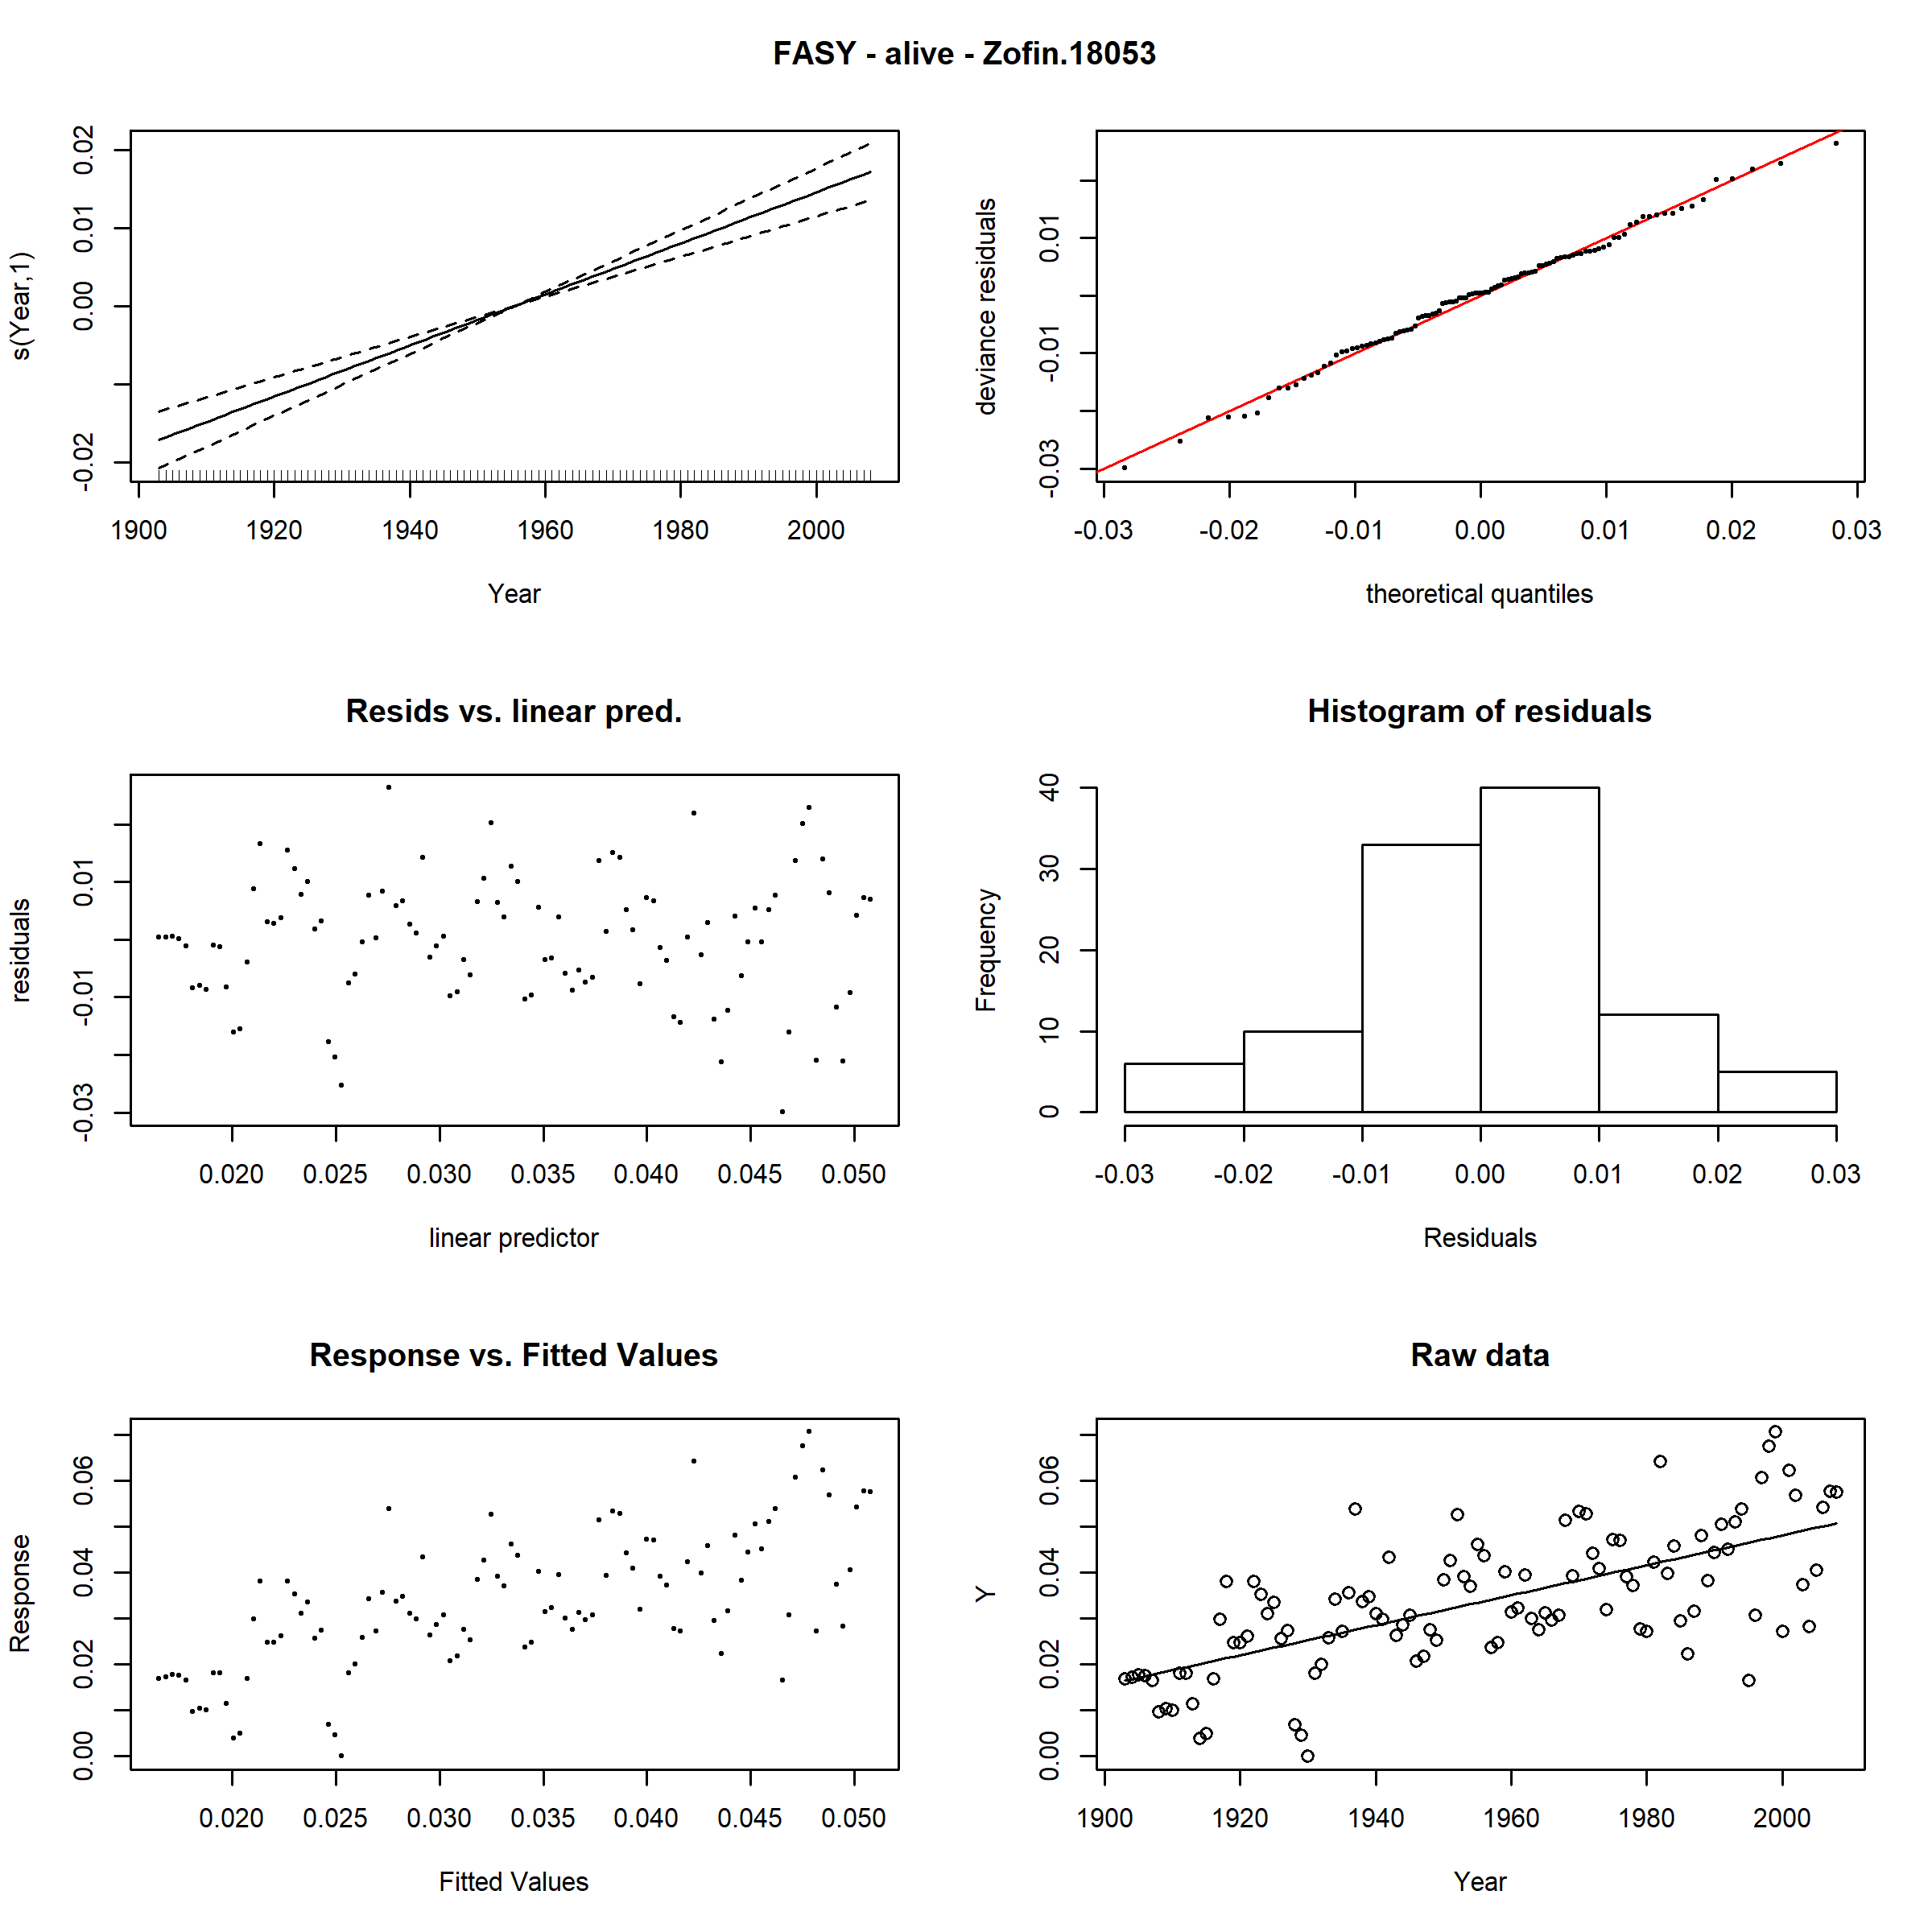 FASY - alive - Zofin.18053
s(Year,1)
-0.02 0.00 0.01 0.02
1900 1920 1940 1960 1980 2000
Year
deviance residuals
-0.03 -0.01 0.01
-0.03 -0.02 -0.01 0.00 0.01 0.02 0.03
theoretical quantiles
Resids vs. linear pred.
residuals
-0.03 -0.01 0.01
0.020 0.025 0.030 0.035 0.040 0.045 0.050
linear predictor
Histogram of residuals
Frequency
0 10 20 30 40
-0.03 -0.02 -0.01 0.00 0.01 0.02 0.03
Residuals
Response vs. Fitted Values
Response
0.00 0.02 0.04 0.06
0.020 0.025 0.030 0.035 0.040 0.045 0.050
Fitted Values
Raw data
Y
0.00 0.02 0.04 0.06
1900 1920 1940 1960 1980 2000
Year